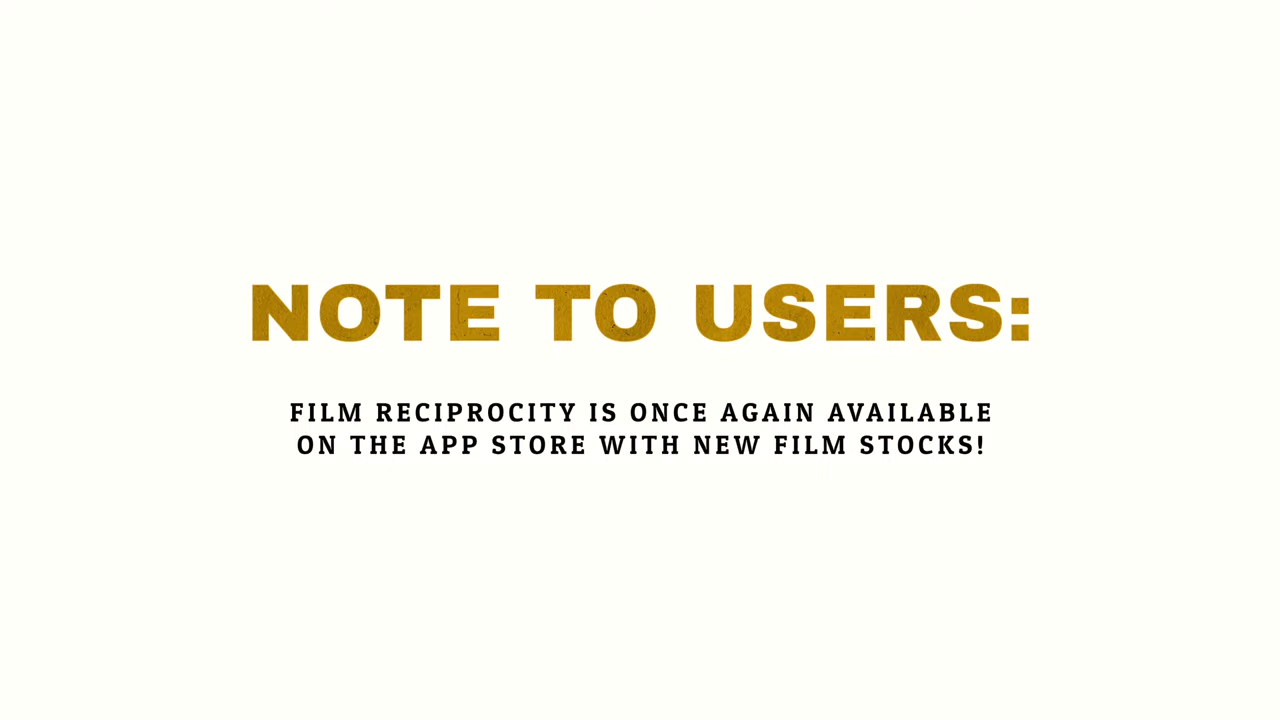 NOTE TO USERS:
FILM RECIPROCITY IS ONCE AGAIN AVAILABLE
ON THE APP STORE WITH NEW FILM STOCKS!